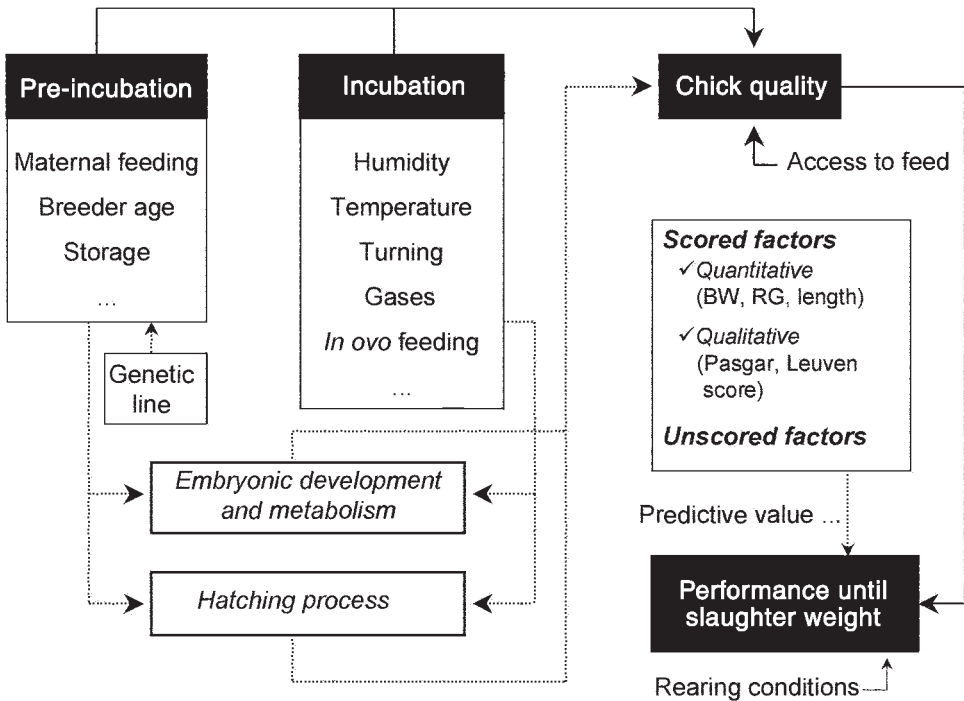 Pre-incubation
Maternal feeding
Breeder age
Storage
...
Genetic
line
Incubation
Humidity
Temperature
Turning
Gases
In ovo feeding
...
Embryonic development
and metabolism
Hatching process
Chick quality
Access to feed
Scored factors
✓Quantitative
(BW, RG, length)
✓Qualitative
(Pasgar, Leuven
score)
Unscored factors
Predictive value ...
Performance until
slaughter weight
Rearing conditions